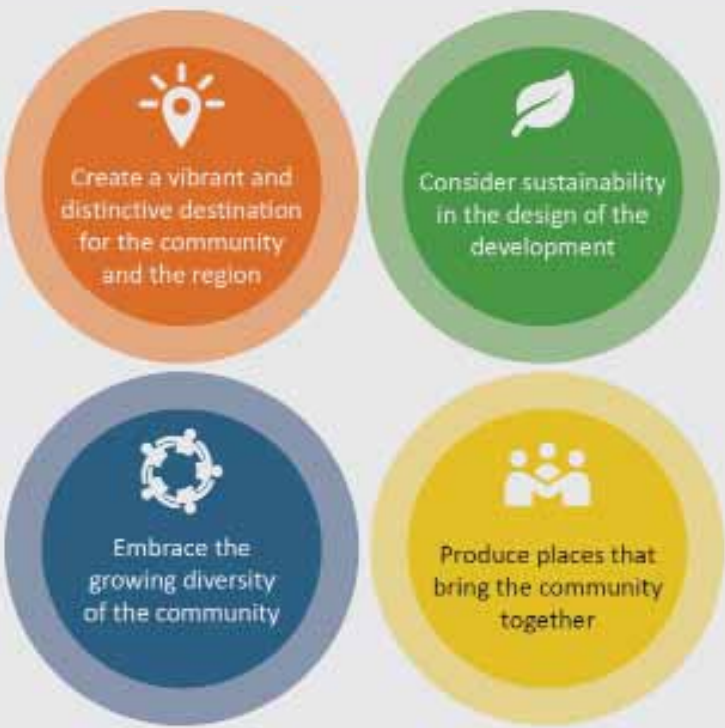 Create a vibrant and
distinctive destination
for the community
and the region
Consider sustainability
in the design of the
development
Embrace the
growing diversity
of the community
Produce places that
bring the community
together